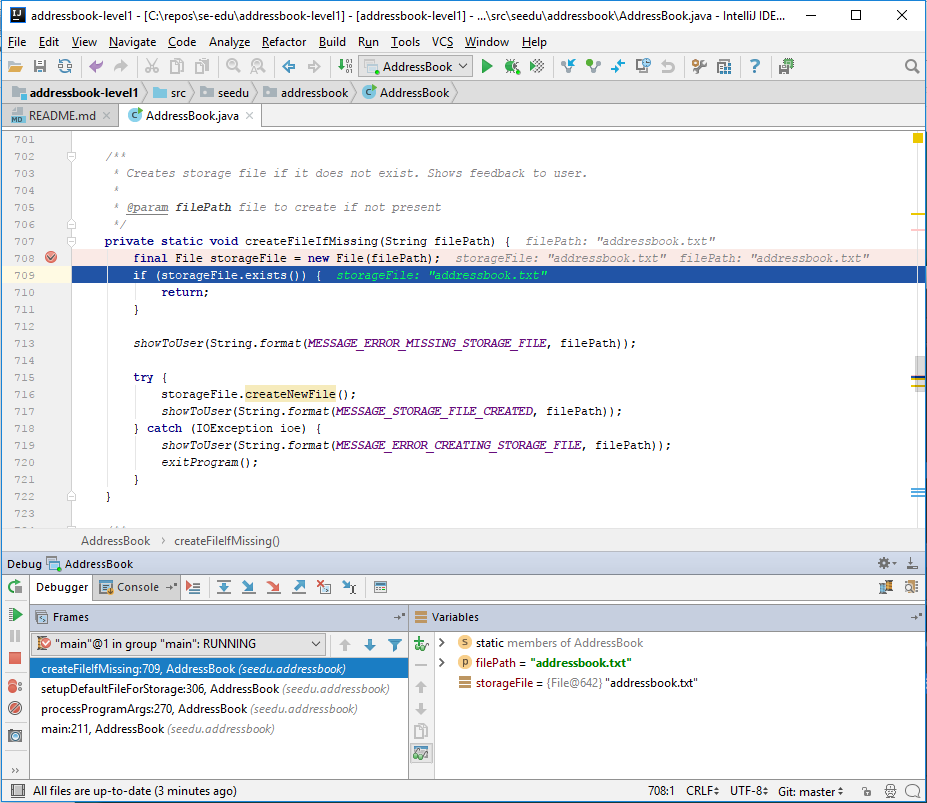 addressbook-level1 - [C:\repos\se-edu\addressbook-level1] - [addressbook-level1] - ...\src\seedu\addressbook\AddressBook.java - IntelliJ IDE...
File Edit View Navigate Code Analyze Refactor Build Run Tools VCS Window Help
AddressBook
addressbook-level1 src seedu addressbook AddressBook
README.md AddressBook.java
701
702 /**
703 * Creates storage file if it does not exist. Shows feedback to user.
704 *
705 * @param filePath file to create if not present
706 */
707 private static void createFileIfMissing(String filePath) { filePath: "addressbook.txt"
708 final File storageFile = new File(filePath); storageFile: "addressbook.txt" filePath: "addressbook.txt"
709 if (storageFile.exists()) { storageFile: "addressbook.txt"
710 return;
711 }
712
713 showToUser(String.format(MESSAGE_ERROR_MISSING_STORAGE_FILE, filePath));
714
715 try {
716 storageFile.createNewFile();
717 showToUser(String.format(MESSAGE_STORAGE_FILE_CREATED, filePath));
718 } catch (IOException ioe) {
719 showToUser(String.format(MESSAGE_ERROR_CREATING_STORAGE_FILE, filePath));
720 exitProgram();
721 }
722 }
723
AddressBook › createFileIfMissing()
Debug AddressBook
Debugger Console
Frames Variables
"main"@1 in group "main": RUNNING
static members of AddressBook
filePath = "addressbook.txt"
storageFile = {File@642} "addressbook.txt"
createFileIfMissing:709, AddressBook (seedu.addressbook)
setupDefaultFileForStorage:306, AddressBook (seedu.addressbook)
processProgramArgs:270, AddressBook (seedu.addressbook)
main:211, AddressBook (seedu.addressbook)
All files are up-to-date (3 minutes ago) 708:1 CRLF UTF-8 Git: master